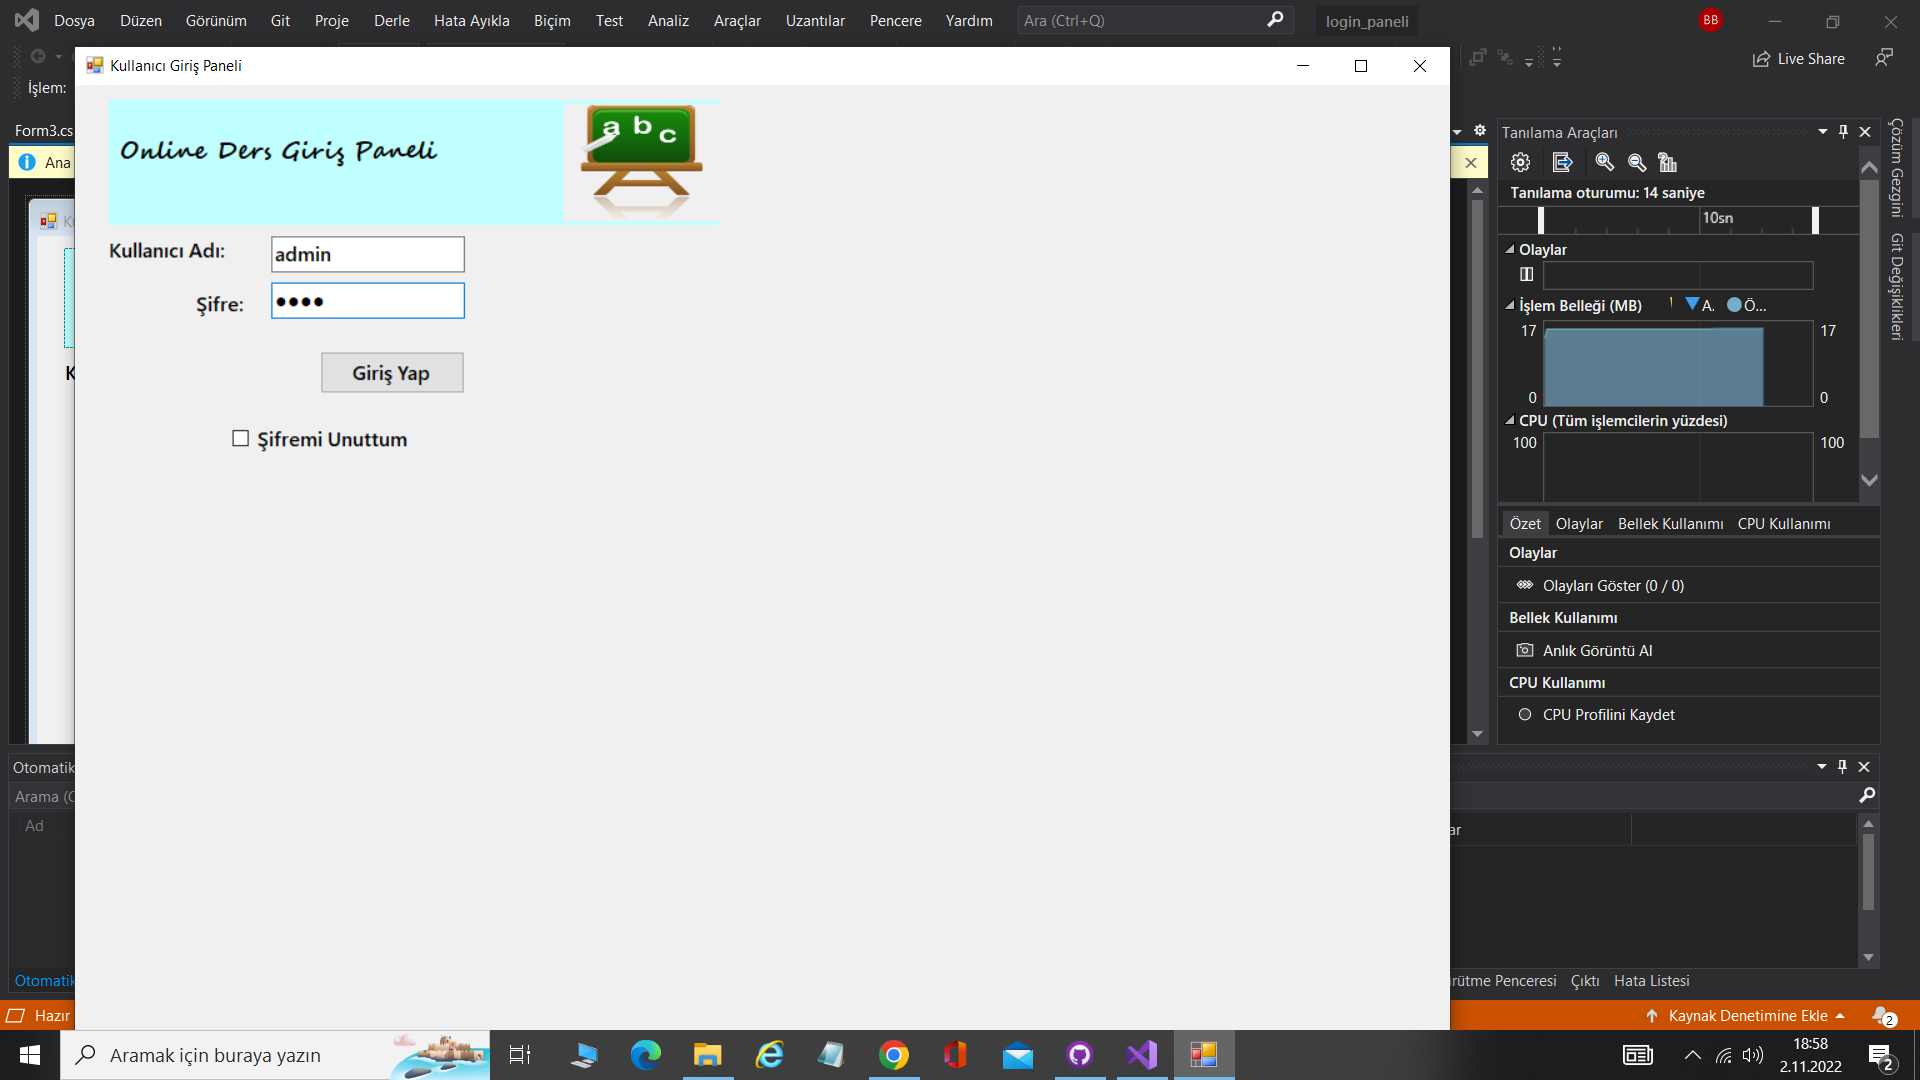 Dosya Düzen Görünüm Git Proje Derle Hata Ayıkla Biçim Test Analiz Araçlar Uzantılar Pencere Yardım Ara (Ctrl+Q) login_paneli BB
Live Share
İşlem:
Kullanıcı Giriş Paneli
Form3.cs
Ana
Online Ders Giriş Paneli
a b c
Kullanıcı Adı: admin
Şifre: ••••
Giriş Yap
Şifremi Unuttum
Tanılama Araçları
Tanılama oturumu: 14 saniye
10sn
Olaylar
İşlem Belleği (MB) A. Ö...
17 17
0 0
CPU (Tüm işlemcilerin yüzdesi)
100 100
Özet Olaylar Bellek Kullanımı CPU Kullanımı
Olaylar
Olayları Göster (0 / 0)
Bellek Kullanımı
Anlık Görüntü Al
CPU Kullanımı
CPU Profilini Kaydet
Çözüm Gezgini
Git Değişiklikleri
Otomatik
Arama (C
Ad
ar
Otomatik
rütme Penceresi Çıktı Hata Listesi
Hazır
Kaynak Denetimine Ekle 2
Aramak için buraya yazın
18:58
2.11.2022
2